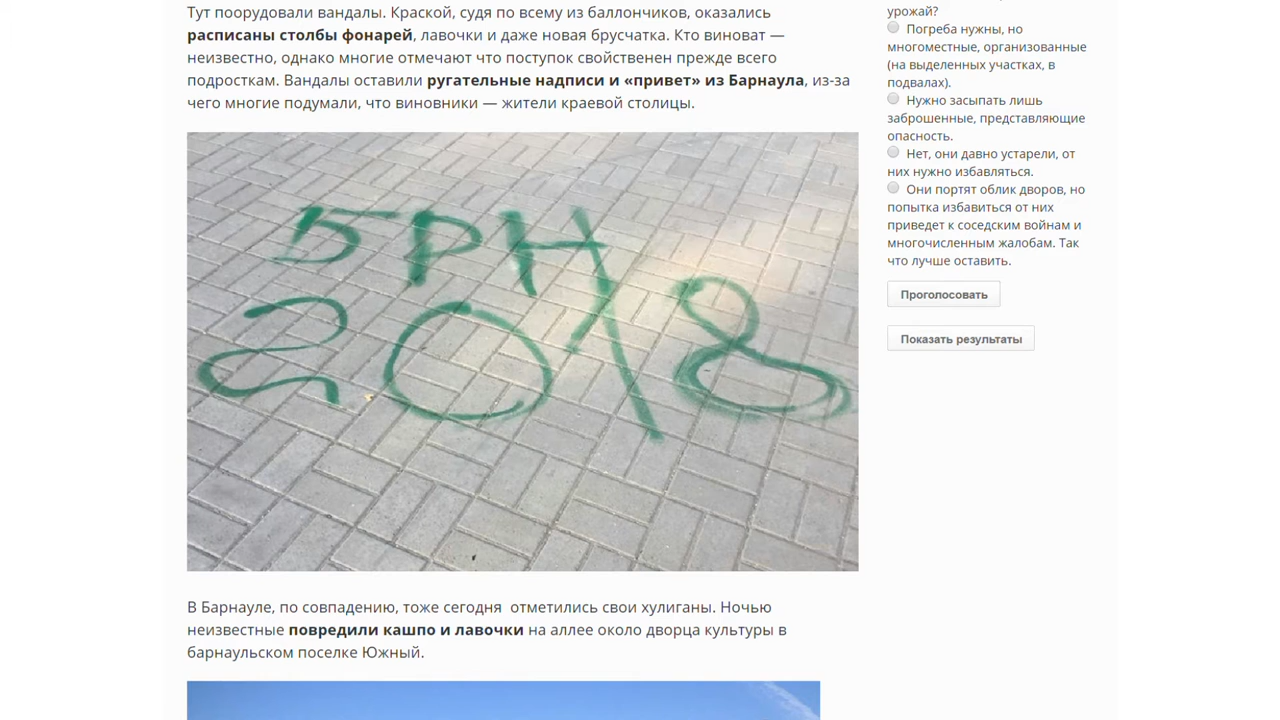 Тут поорудовали вандалы. Краской, судя по всему из баллончиков, оказались
расписаны столбы фонарей, лавочки и даже новая брусчатка. Кто виноват —
неизвестно, однако многие отмечают что поступок свойственен прежде всего
подросткам. Вандалы оставили ругательные надписи и «привет» из Барнаула, из-за
чего многие подумали, что виновники — жители краевой столицы.
БРН
2018
В Барнауле, по совпадению, тоже сегодня отметились свои хулиганы. Ночью
неизвестные повредили кашпо и лавочки на аллее около дворца культуры в
барнаульском поселке Южный.
урожай?
Погреба нужны, но
многоместные, организованные
(на выделенных участках, в
подвалах).
Нужно засыпать лишь
заброшенные, представляющие
опасность.
Нет, они давно устарели, от
них нужно избавляться.
Они портят облик дворов, но
попытка избавиться от них
приведет к соседским войнам и
многочисленным жалобам. Так
что лучше оставить.
Проголосовать
Показать результаты